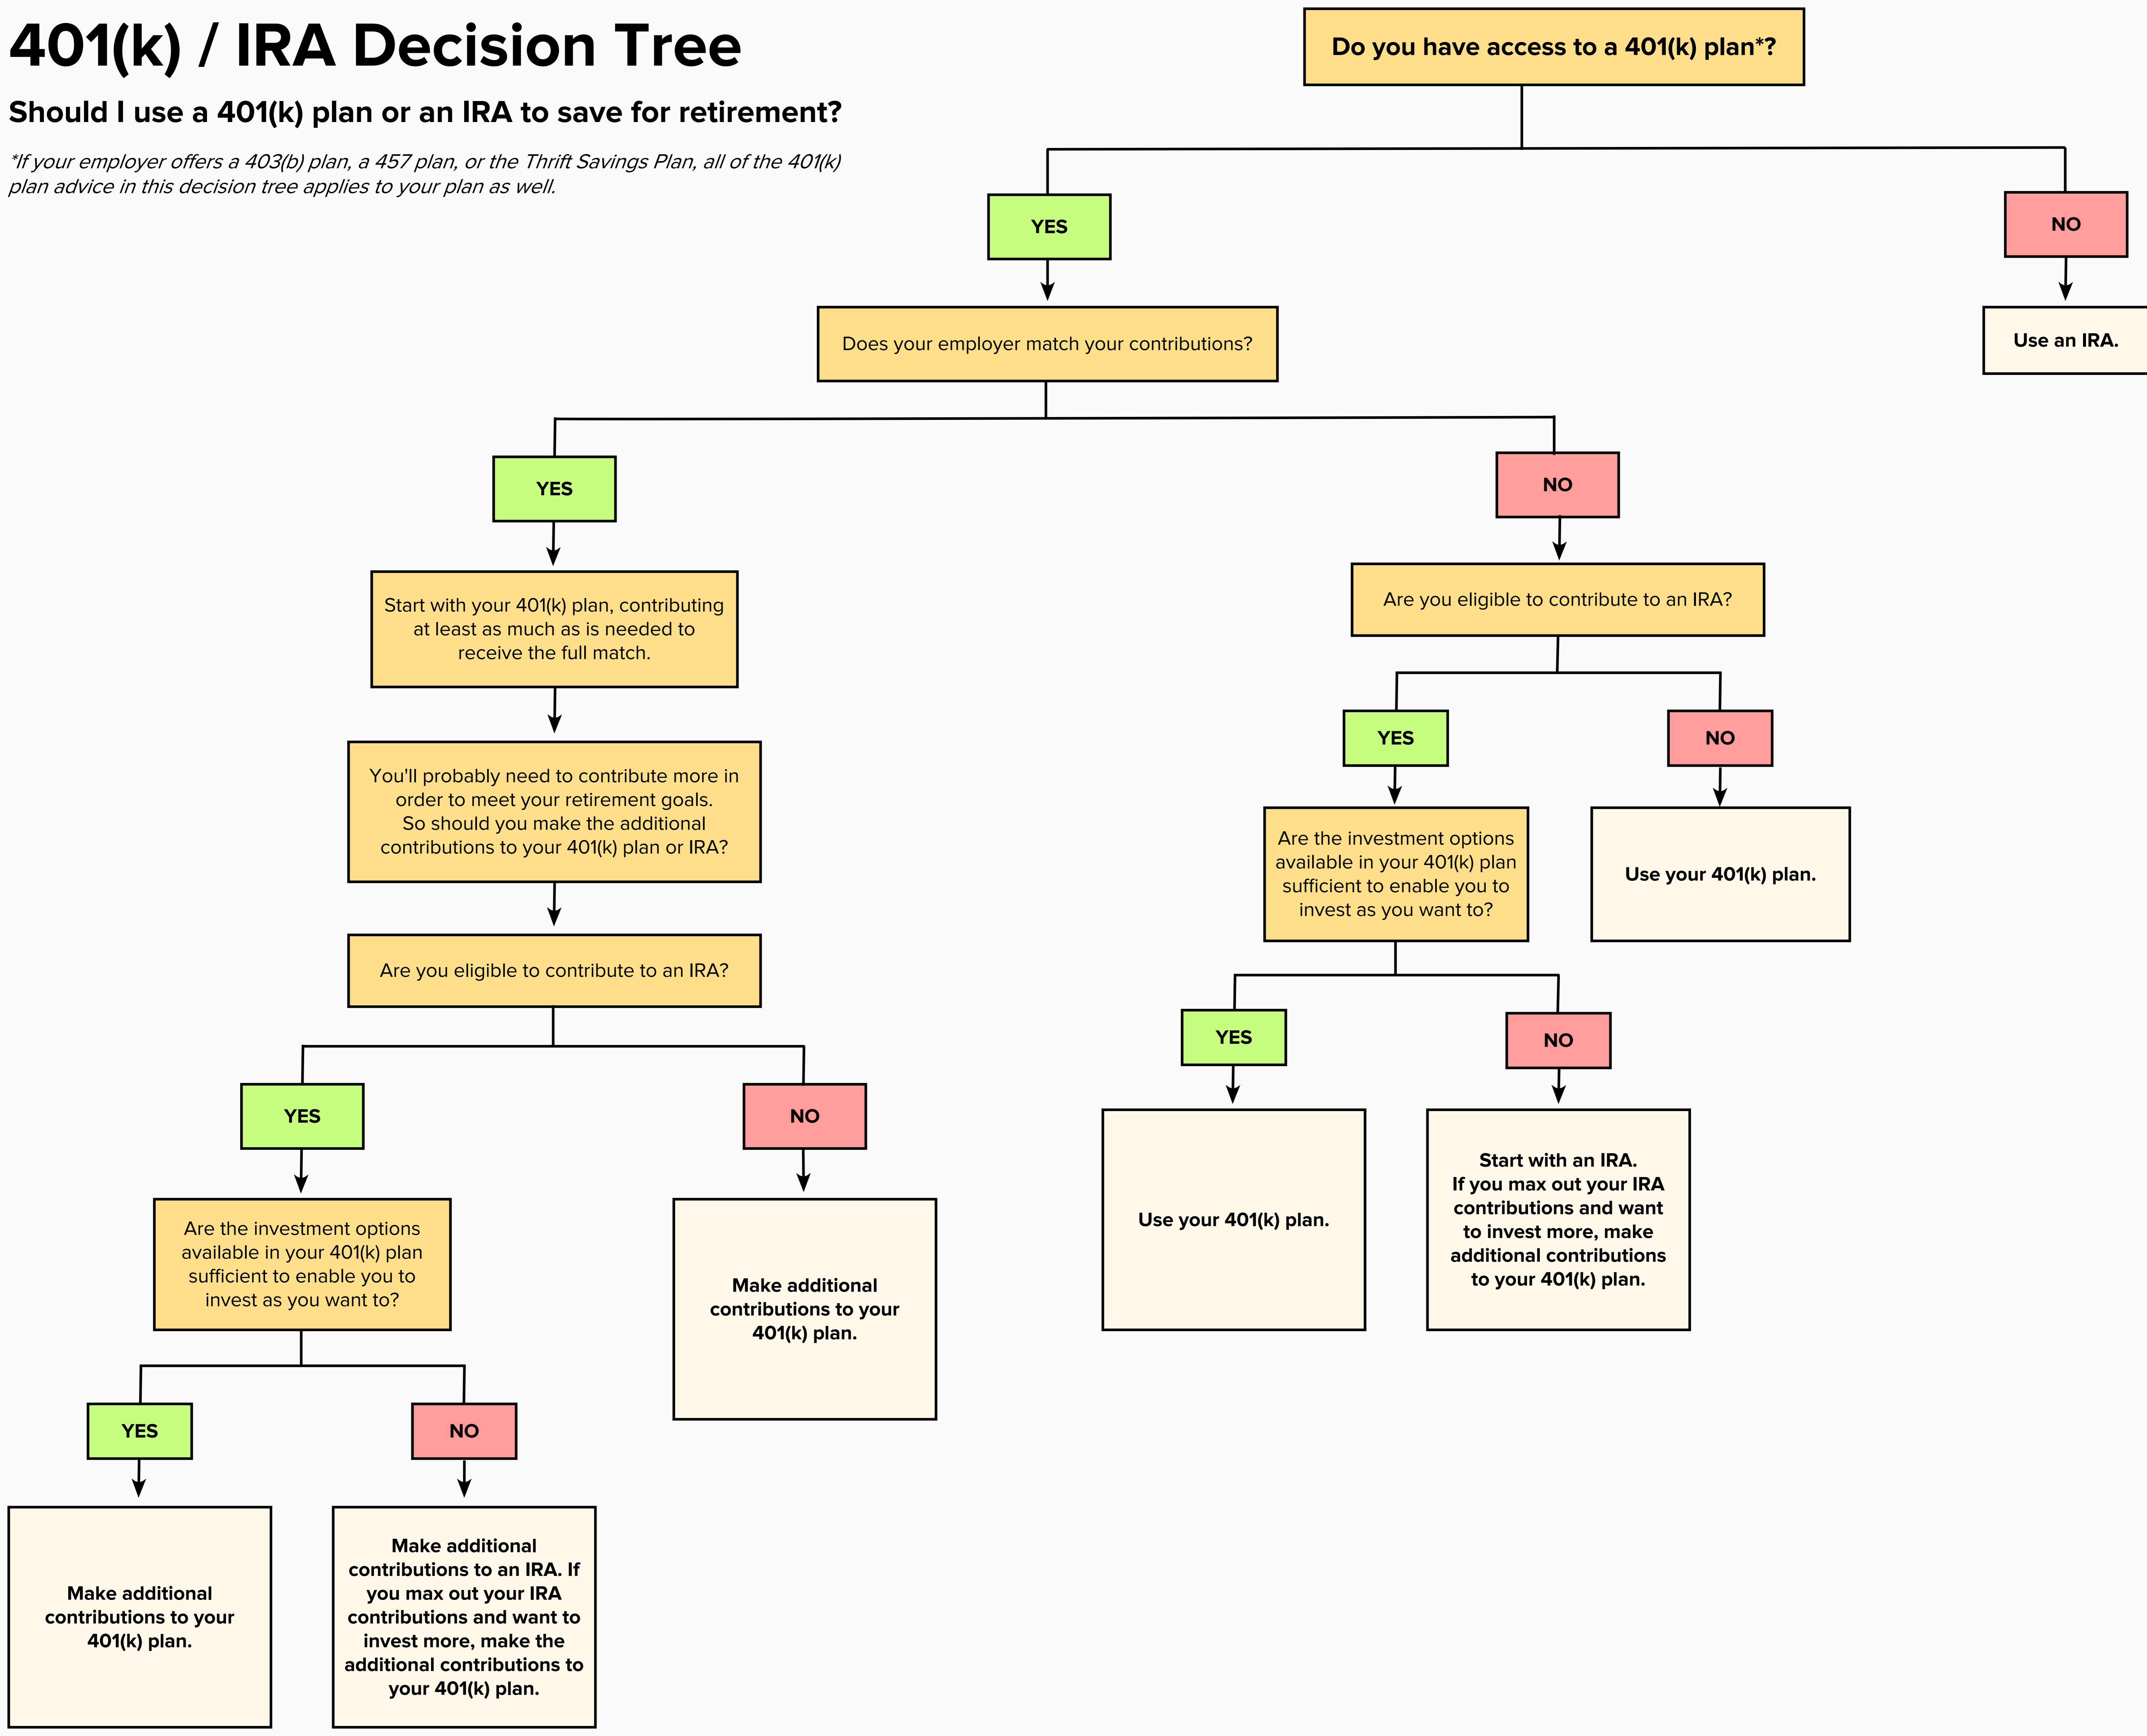 401(k) / IRA Decision Tree
Should I use a 401(k) plan or an IRA to save for retirement?
*If your employer offers a 403(b) plan, a 457 plan, or the Thrift Savings Plan, all of the 401(k)
plan advice in this decision tree applies to your plan as well.
Do you have access to a 401(k) plan*?
YES
NO
Does your employer match your contributions?
Use an IRA.
YES
NO
Start with your 401(k) plan, contributing
at least as much as is needed to
receive the full match.
You'll probably need to contribute more in
order to meet your retirement goals.
So should you make the additional
contributions to your 401(k) plan or IRA?
Are you eligible to contribute to an IRA?
YES
NO
Are the investment options
available in your 401(k) plan
sufficient to enable you to
invest as you want to?
Make additional
contributions to your
401(k) plan.
YES
NO
Make additional
contributions to your
401(k) plan.
Make additional
contributions to an IRA. If
you max out your IRA
contributions and want to
invest more, make the
additional contributions to
your 401(k) plan.
Are you eligible to contribute to an IRA?
YES
NO
Are the investment options
available in your 401(k) plan
sufficient to enable you to
invest as you want to?
Use your 401(k) plan.
YES
NO
Use your 401(k) plan.
Start with an IRA.
If you max out your IRA
contributions and want
to invest more, make
additional contributions
to your 401(k) plan.